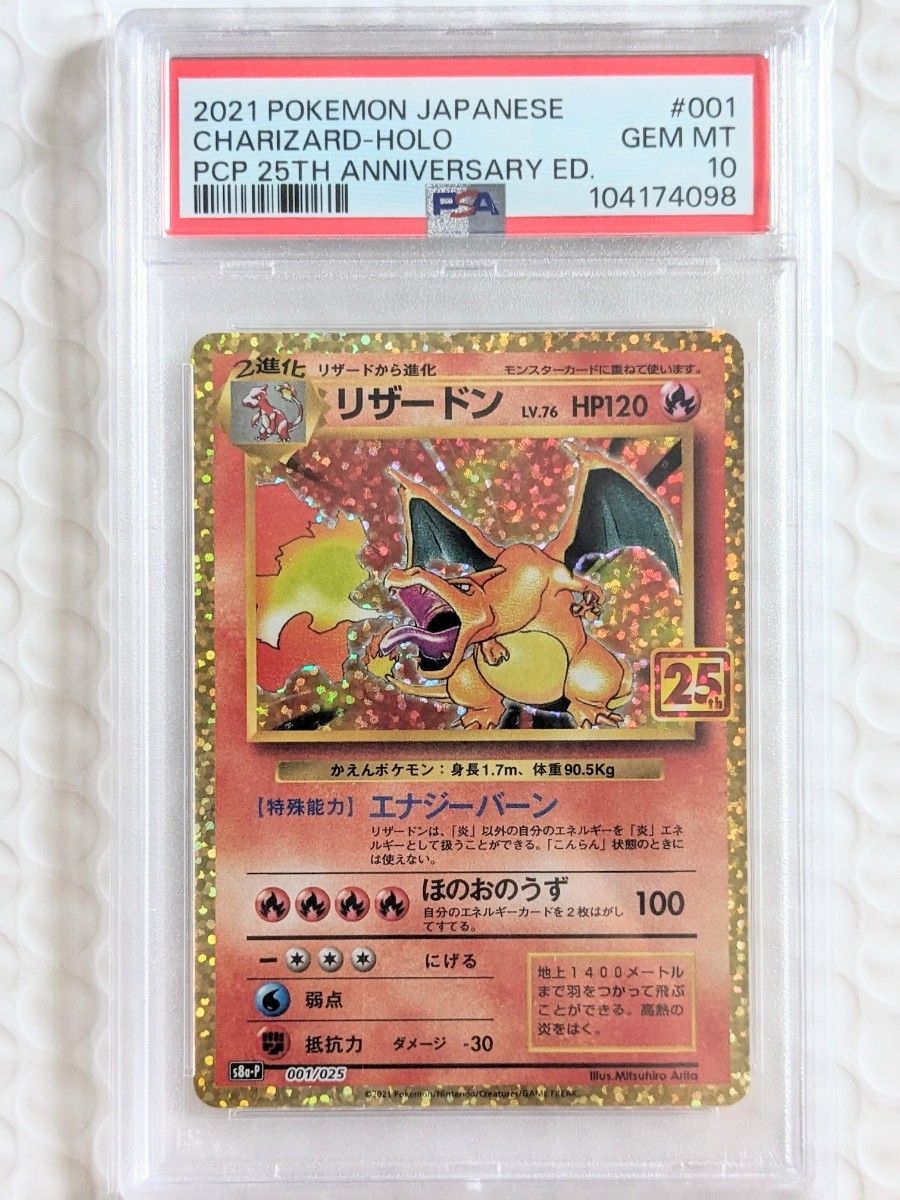 2021 POKEMON JAPANESE #001
CHARIZARD-HOLO GEM MT
PCP 25TH ANNIVERSARY ED. 10
PSA 104174098
2進化 リザードから進化 モンスターカードに重ねて使います。
リザードン LV.76 HP120
25th
かえんポケモン：身長1.7m、体重90.5Kg
【特殊能力】 エナジーバーン
リザードンは、「炎」以外の自分のエネルギーを「炎」エネ
ルギーとして扱うことができる。「こんらん」状態のときに
は使えない。
ほのおのうず 100
自分のエネルギーカードを2枚はがし
てすてる。
ー にげる
弱点
抵抗力 ダメージ -30
地上1400メートル
まで羽をつかって飛ぶ
ことができる。高熱の
炎をはく。
s8a-P 001/025 Illus.Mitsuhiro Arita
©2021 Pokémon/Nintendo/Creatures/GAME FREAK.